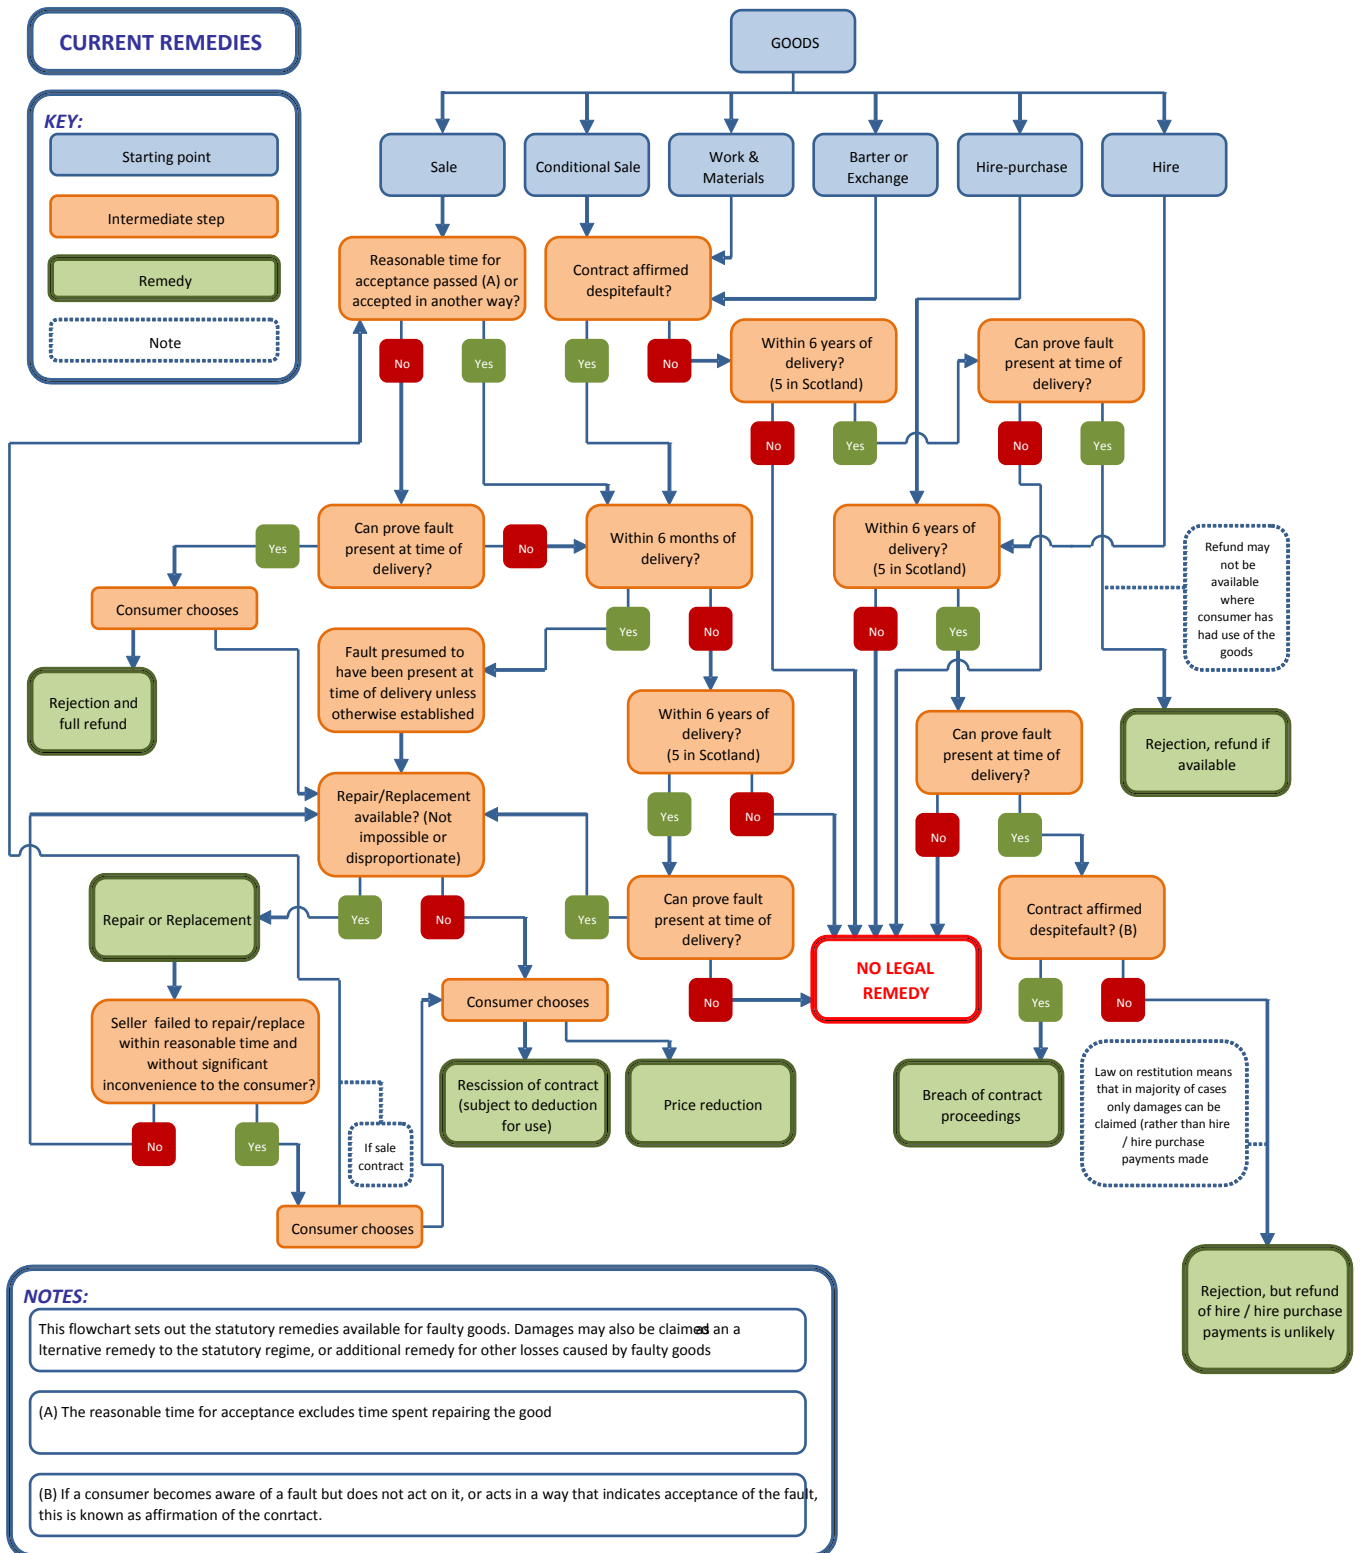 CURRENT REMEDIES
GOODS
KEY:
Starting point
Intermediate step
Remedy
Note
Sale
Conditional Sale
Work &
Materials
Barter or
Exchange
Hire-purchase
Hire
Reasonable time for
acceptance passed (A) or
accepted in another way?
Contract affirmed
despitefault?
No
Yes
Yes
No
Within 6 years of
delivery?
(5 in Scotland)
Can prove fault
present at time of
delivery?
No
Yes
No
Yes
Yes
Can prove fault
present at time of
delivery?
No
Within 6 months of
delivery?
Within 6 years of
delivery?
(5 in Scotland)
Refund may
not be
available
where
consumer has
had use of the
goods
Consumer chooses
Yes
No
No
Yes
Rejection and
full refund
Fault presumed to
have been present at
time of delivery unless
otherwise established
Within 6 years of
delivery?
(5 in Scotland)
Can prove fault
present at time of
delivery?
Rejection, refund if
available
Repair/Replacement
available? (Not
impossible or
disproportionate)
Yes
No
No
Yes
Repair or Replacement
Yes
No
Yes
Can prove fault
present at time of
delivery?
Contract affirmed
despitefault? (B)
NO LEGAL
REMEDY
Consumer chooses
No
Yes
No
Seller failed to repair/replace
within reasonable time and
without significant
inconvenience to the consumer?
Rescission of contract
(subject to deduction
for use)
Price reduction
Breach of contract
proceedings
Law on restitution means
that in majority of cases
only damages can be
claimed (rather than hire
/ hire purchase
payments made
No
Yes
If sale
contract
Consumer chooses
Rejection, but refund
of hire / hire purchase
payments is unlikely
NOTES:
This flowchart sets out the statutory remedies available for faulty goods. Damages may also be claimed as an a
lternative remedy to the statutory regime, or additional remedy for other losses caused by faulty goods
(A) The reasonable time for acceptance excludes time spent repairing the good
(B) If a consumer becomes aware of a fault but does not act on it, or acts in a way that indicates acceptance of the fault,
this is known as affirmation of the conrtact.